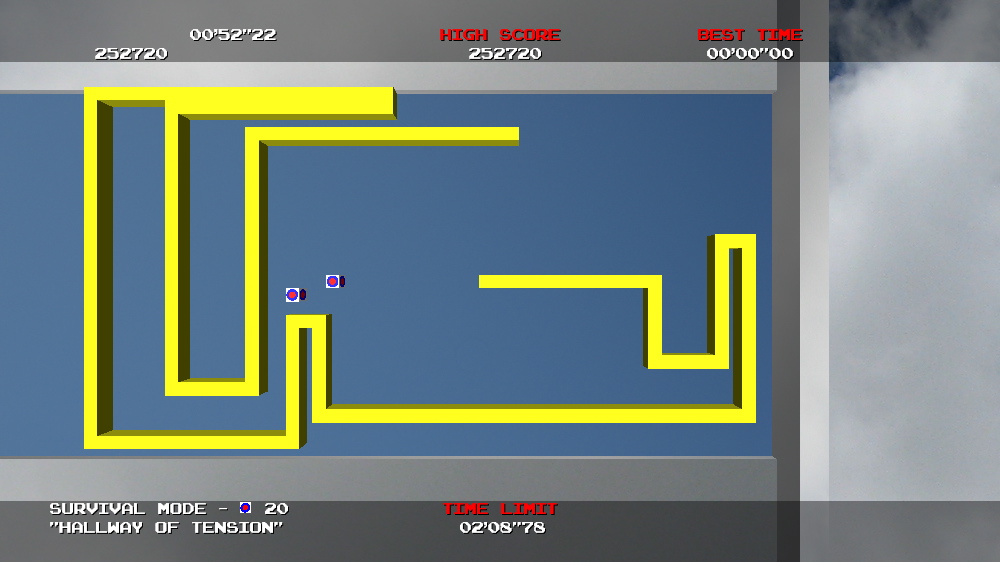 00'52"22
252720
HIGH SCORE
252720
BEST TIME
00'00"00
SURVIVAL MODE - 20
"HALLWAY OF TENSION"
TIME LIMIT
02'08"78